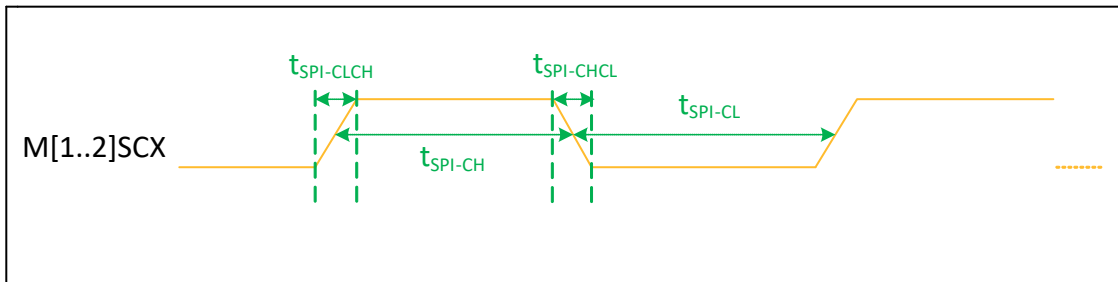 tSPI-CLCH
tSPI-CHCL
tSPI-CL
M[1..2]SCX
tSPI-CH